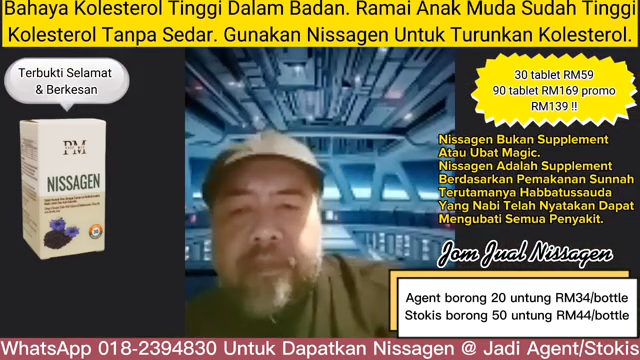 Bahaya Kolesterol Tinggi Dalam Badan. Ramai Anak Muda Sudah Tinggi
Kolesterol Tanpa Sedar. Gunakan Nissagen Untuk Turunkan Kolesterol.
Terbukti Selamat
& Berkesan
PM
NISSAGEN
30 tablet RM59
90 tablet RM169 promo
RM139 !!
Nissagen Bukan Supplement
Atau Ubat Magic.
Nissagen Adalah Supplement
Berdasarkan Pemakanan Sunnah
Terutamanya Habbatussauda
Yang Nabi Telah Nyatakan Dapat
Mengubati Semua Penyakit.
Jom Jual Nissagen
Agent borong 20 untung RM34/bottle
Stokis borong 50 untung RM44/bottle
WhatsApp 018-2394830 Untuk Dapatkan Nissagen @ Jadi Agent/Stokis